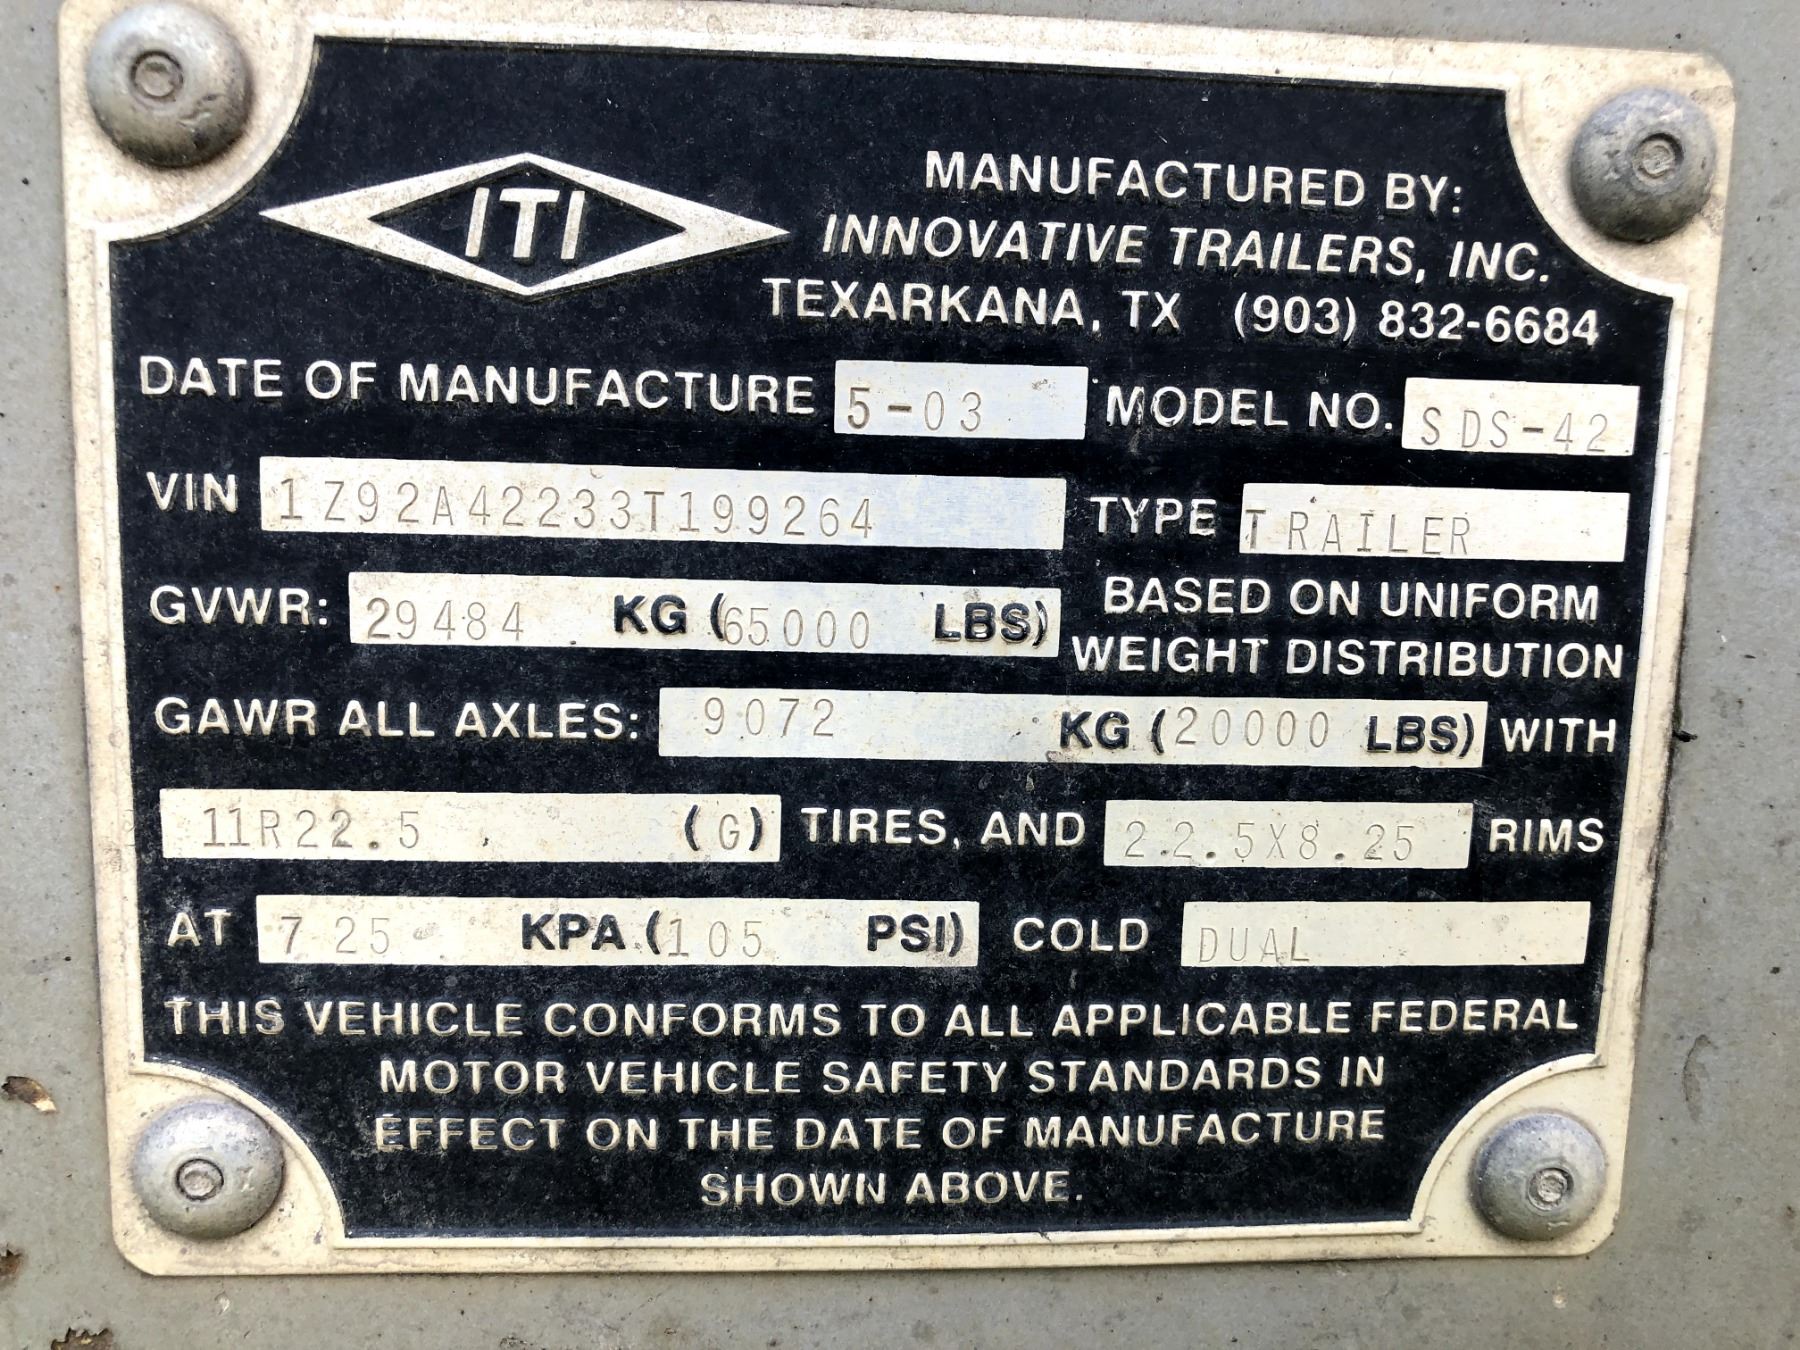 ITI
MANUFACTURED BY:
INNOVATIVE TRAILERS, INC.
TEXARKANA, TX (903) 832-6684
DATE OF MANUFACTURE 5-03 MODEL NO. SDS-42
VIN 1Z92A42233T199264 TYPE TRAILER
GVWR: 29484 KG (65000 LBS) BASED ON UNIFORM
WEIGHT DISTRIBUTION
GAWR ALL AXLES: 9072 KG (20000 LBS) WITH
11R22.5 (G) TIRES, AND 22.5X8.25 RIMS
AT 725 KPA (105 PSI) COLD DUAL
THIS VEHICLE CONFORMS TO ALL APPLICABLE FEDERAL
MOTOR VEHICLE SAFETY STANDARDS IN
EFFECT ON THE DATE OF MANUFACTURE
SHOWN ABOVE.